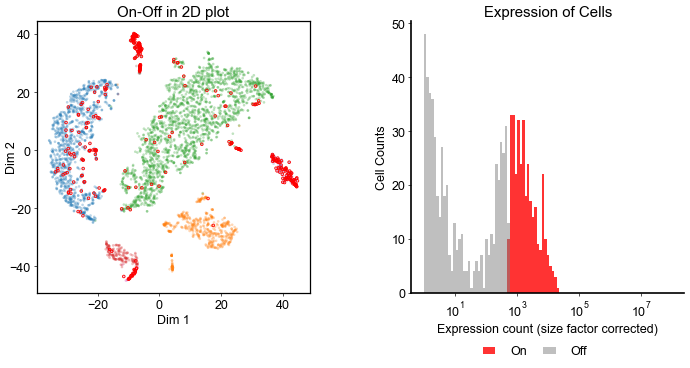 On-Off in 2D plot
Dim 2
40
20
0
−20
−40
−20
0
20
40
Dim 1
Expression of Cells
Cell Counts
50
40
30
20
10
0
10^1
10^3
10^5
10^7
Expression count (size factor corrected)
On
Off